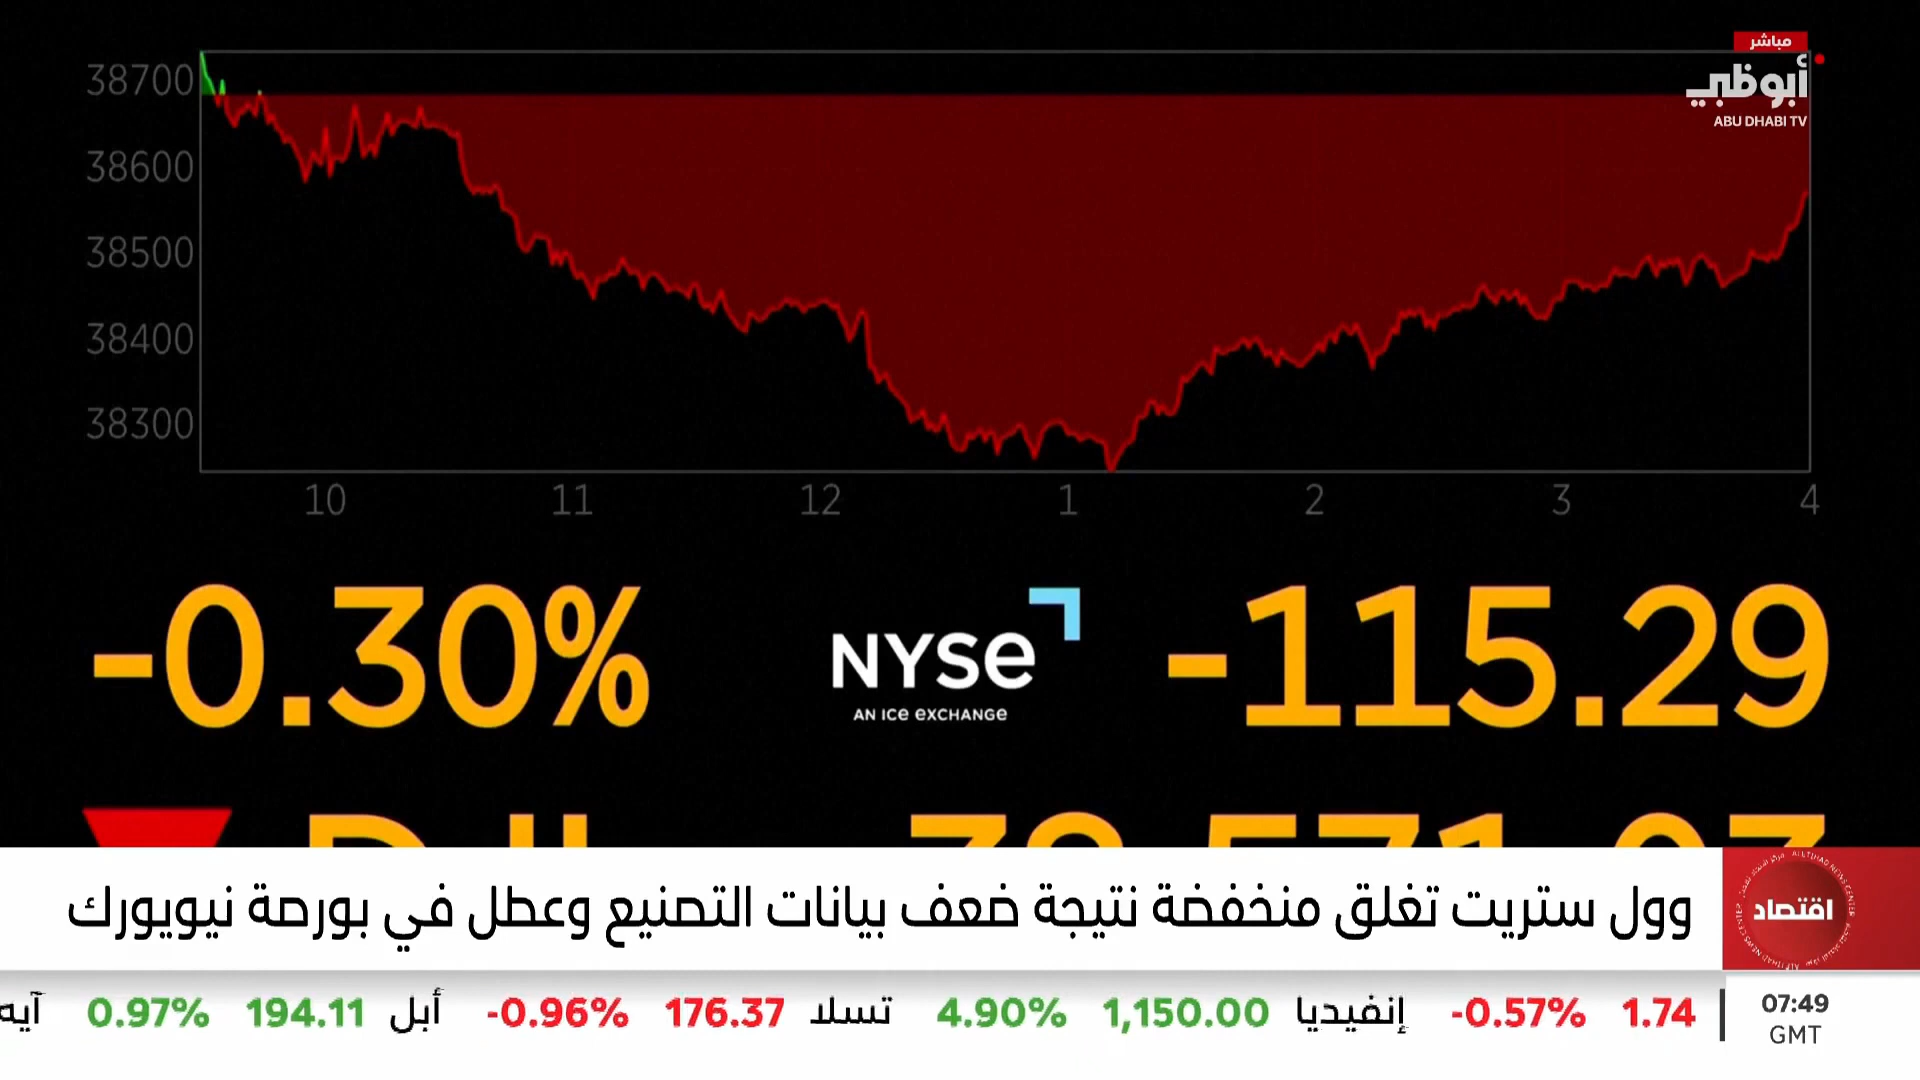 مباشر
أبوظبي
ABU DHABI TV
38700
38600
38500
38400
38300
10 11 12 1 2 3 4
-0.30%
NYSE
-115.29
AN ICE EXCHANGE
وول ستريت تغلق منخفضة نتيجة ضعف بيانات التصنيع وعطل في بورصة نيويورك
اقتصاد
1.74 -0.57% إنفيديا 1,150.00 4.90% تسلا 176.37 -0.96% أبل 194.11 0.97%
07:49
GMT